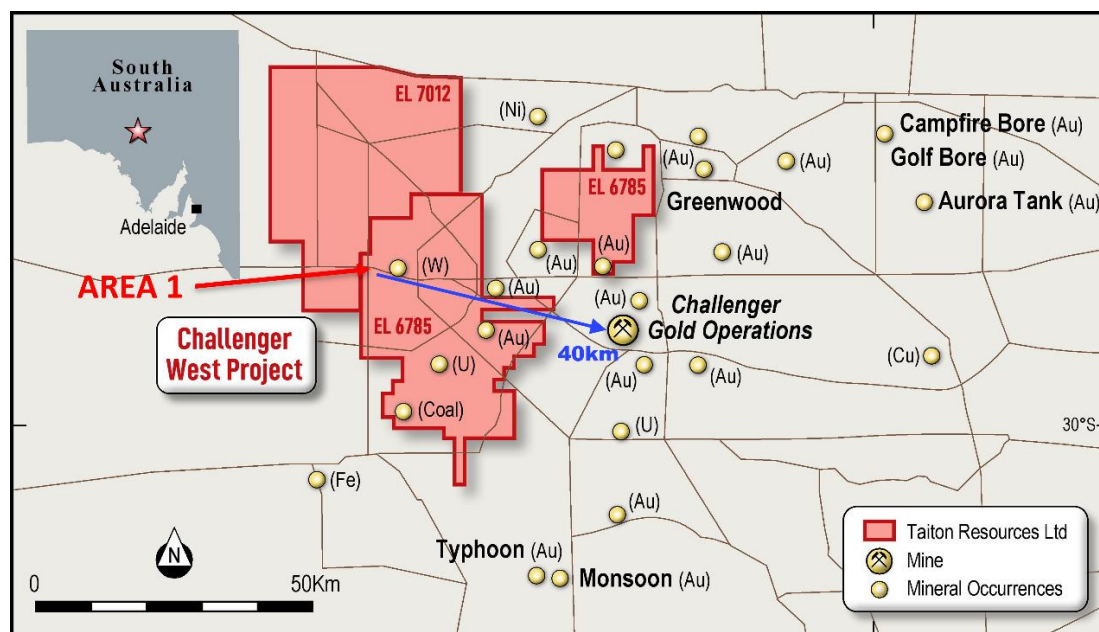 South
Australia
Adelaide
EL 7012
(Ni)
Campfire Bore (Au)
(Au)
(Au)
Golf Bore (Au)
EL 6785
Greenwood
Aurora Tank (Au)
(W)
(Au)
(Au)
(Au)
AREA 1
(Au)
(Au)
Challenger
Gold Operations
EL 6785
(Au)
Challenger
West Project
40km
(U)
(Au)
(Au)
(Cu)
(Coal)
(U)
30°S
(Fe)
(Au)
N
Typhoon (Au)
Monsoon (Au)
0
50Km
Taiton Resources Ltd
Mine
Mineral Occurrences